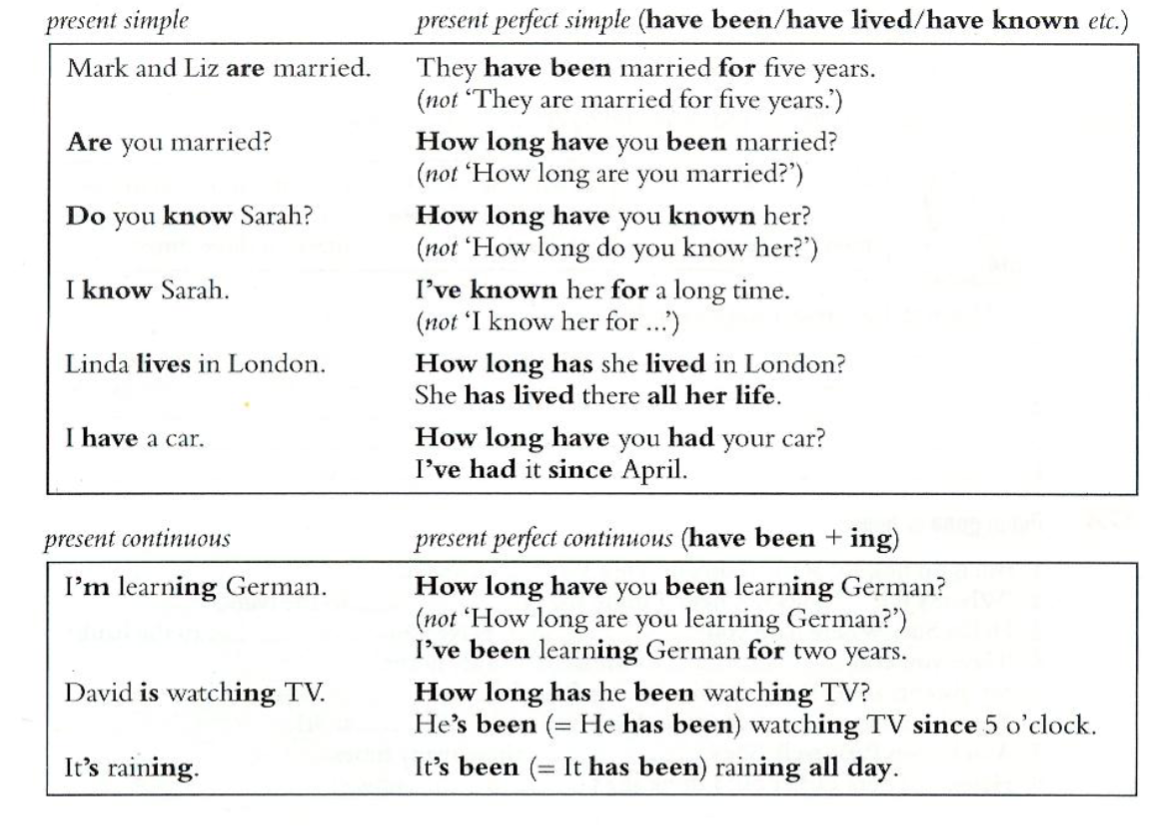 present simple present perfect simple (have been/have lived/have known etc.)
Mark and Liz are married. They have been married for five years.
(not ‘They are married for five years.’)
Are you married? How long have you been married?
(not ‘How long are you married?’)
Do you know Sarah? How long have you known her?
(not ‘How long do you know her?’)
I know Sarah. I’ve known her for a long time.
(not ‘I know her for ...’)
Linda lives in London. How long has she lived in London?
She has lived there all her life.
I have a car. How long have you had your car?
I’ve had it since April.
present continuous present perfect continuous (have been + ing)
I’m learning German. How long have you been learning German?
(not ‘How long are you learning German?’)
I’ve been learning German for two years.
David is watching TV. How long has he been watching TV?
He’s been (= He has been) watching TV since 5 o’clock.
It’s raining. It’s been (= It has been) raining all day.